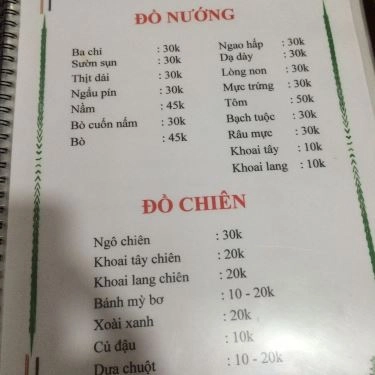 ĐỒ NƯỚNG
Ba chỉ : 30k
Sườn sụn : 30k
Thịt dải : 30k
Ngẩu pín : 30k
Nầm : 45k
Bò cuốn nấm : 30k
Bò : 45k
Ngao hấp : 30k
Dạ dày : 30k
Lòng non : 30k
Mực trứng : 30k
Tôm : 50k
Bạch tuộc : 30k
Râu mực : 30k
Khoai tây : 10k
Khoai lang : 10k
ĐỒ CHIÊN
Ngô chiên : 30k
Khoai tây chiên : 20k
Khoai lang chiên : 20k
Bánh mỳ bơ : 10 - 20k
Xoài xanh : 20k
Củ đậu : 10k
Dưa chuột : 10 - 20k